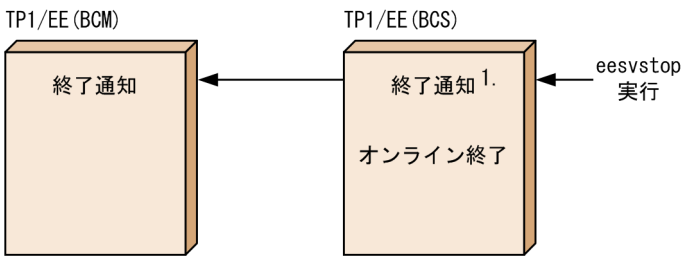 TP1/EE(BCM)
TP1/EE(BCS)
終了通知
終了通知1.
オンライン終了
eesvstop
実行